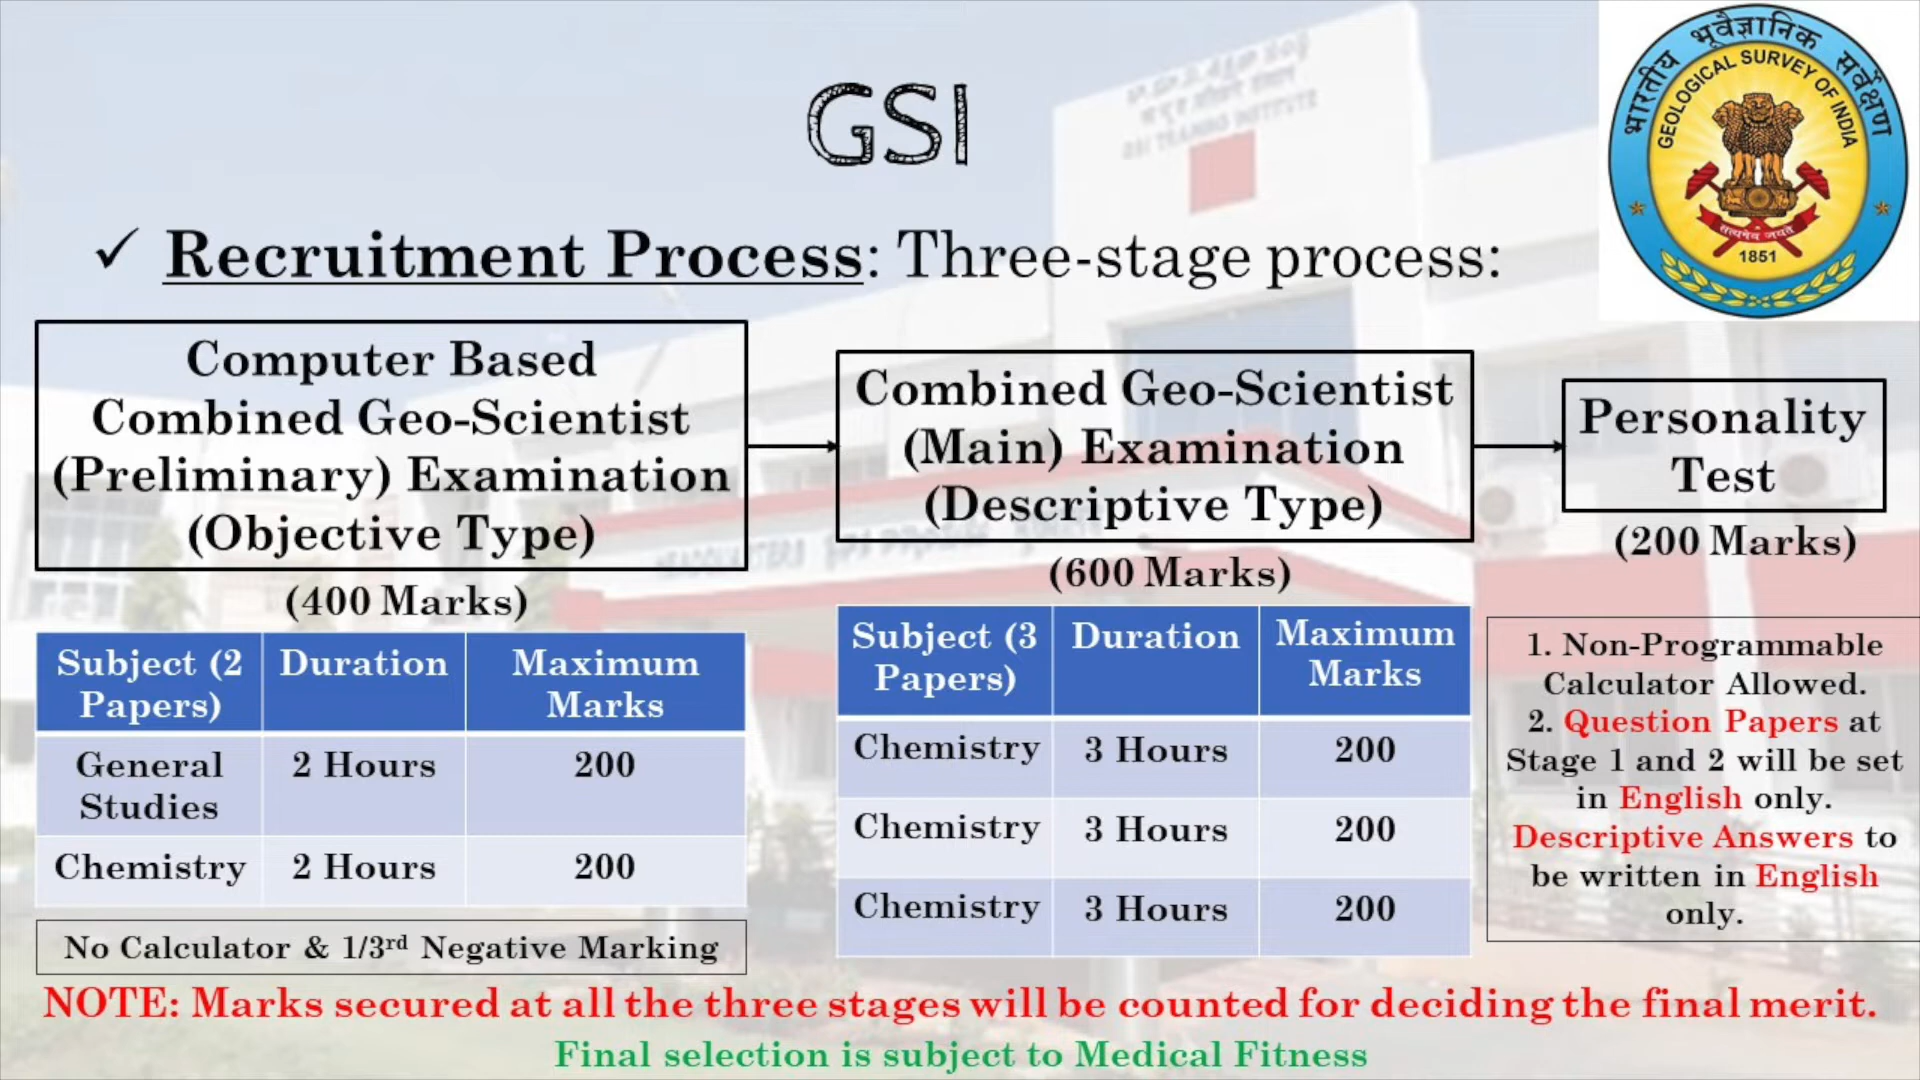 GSI
भारतीय भूवैज्ञानिक सर्वेक्षण
GEOLOGICAL SURVEY OF INDIA
सत्यमेव जयते
1851
GSI TRAINING INSTITUTE
✓ Recruitment Process: Three-stage process:
Computer Based
Combined Geo-Scientist
(Preliminary) Examination
(Objective Type)
(400 Marks)
Subject (2 Papers) Duration Maximum Marks
General Studies 2 Hours 200
Chemistry 2 Hours 200
No Calculator & 1/3rd Negative Marking
Combined Geo-Scientist
(Main) Examination
(Descriptive Type)
(600 Marks)
Subject (3 Papers) Duration Maximum Marks
Chemistry 3 Hours 200
Chemistry 3 Hours 200
Chemistry 3 Hours 200
Personality
Test
(200 Marks)
1. Non-Programmable
Calculator Allowed.
2. Question Papers at
Stage 1 and 2 will be set
in English only.
Descriptive Answers to
be written in English
only.
HEADQUARTERS
NOTE: Marks secured at all the three stages will be counted for deciding the final merit.
Final selection is subject to Medical Fitness